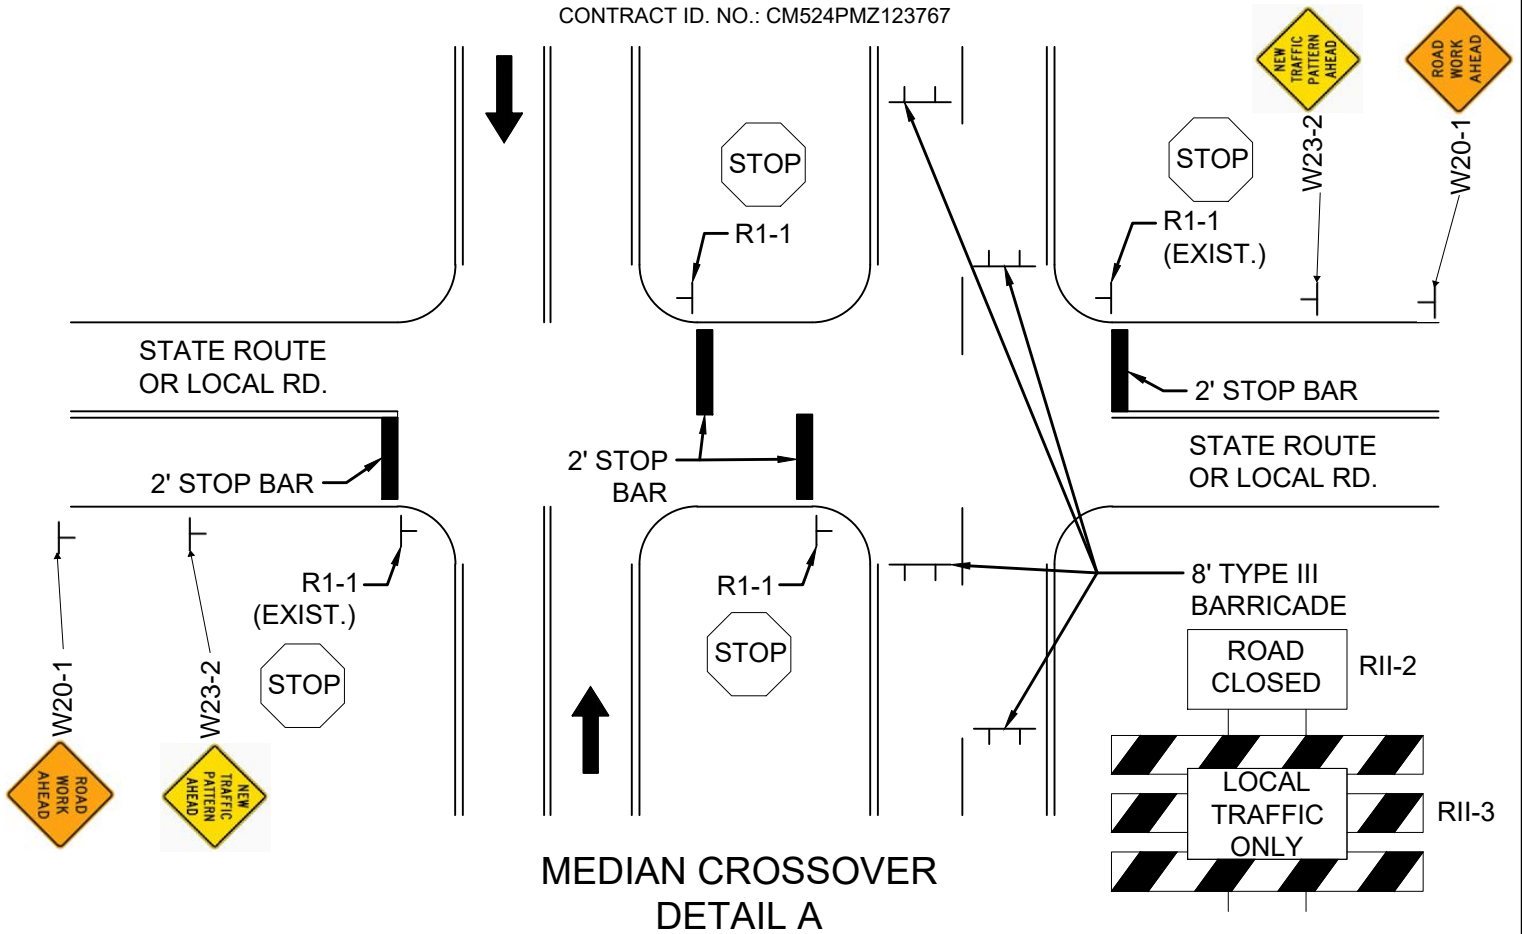 CONTRACT ID. NO.: CM524PMZ123767
NEW
TRAFFIC
PATTERN
AHEAD
ROAD
WORK
AHEAD
W23-2
W20-1
STOP
R1-1
STOP
R1-1
(EXIST.)
STATE ROUTE
OR LOCAL RD.
2' STOP BAR
2' STOP
BAR
2' STOP BAR
STATE ROUTE
OR LOCAL RD.
R1-1
(EXIST.)
STOP
W20-1
W23-2
ROAD
WORK
AHEAD
NEW
TRAFFIC
PATTERN
AHEAD
R1-1
STOP
8' TYPE III
BARRICADE
ROAD
CLOSED
RII-2
LOCAL
TRAFFIC
ONLY
RII-3
MEDIAN CROSSOVER
DETAIL A